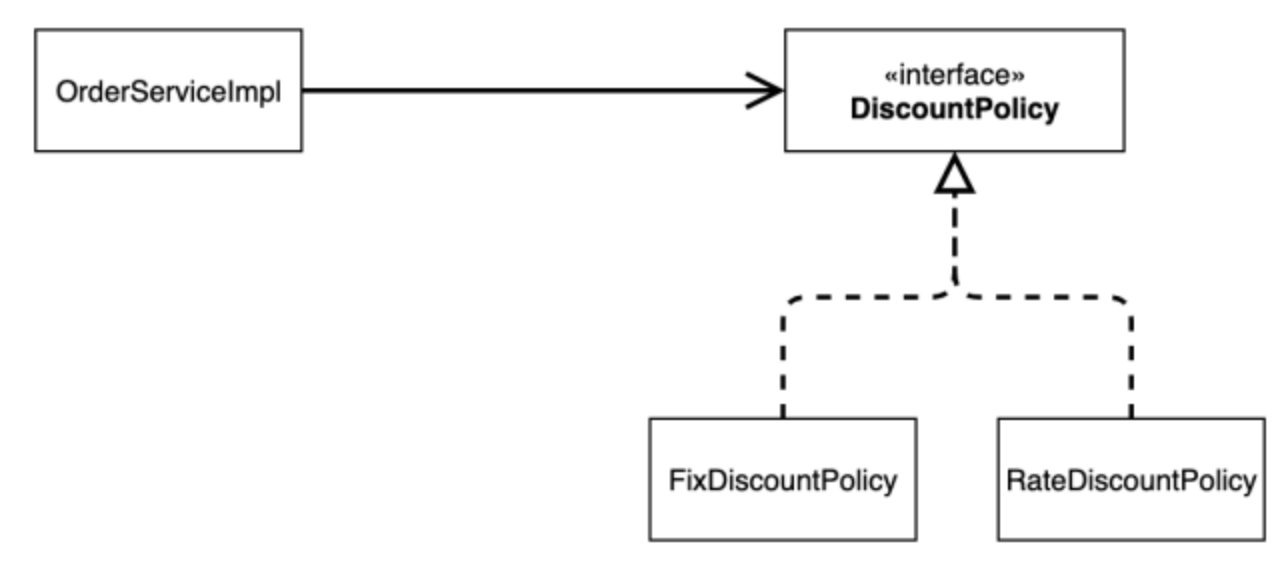 OrderServiceImpl
«interface»
DiscountPolicy
FixDiscountPolicy
RateDiscountPolicy